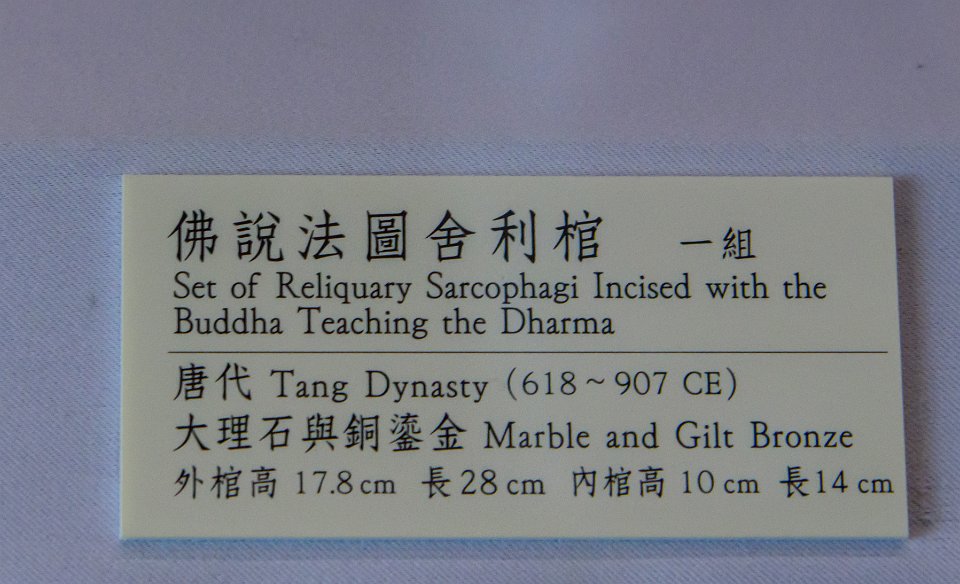 佛說法圖舍利棺 一組
Set of Reliquary Sarcophagi Incised with the
Buddha Teaching the Dharma
唐代 Tang Dynasty (618~907 CE)
大理石與銅鎏金 Marble and Gilt Bronze
外棺高 17.8cm 長28cm 內棺高 10cm 長14cm